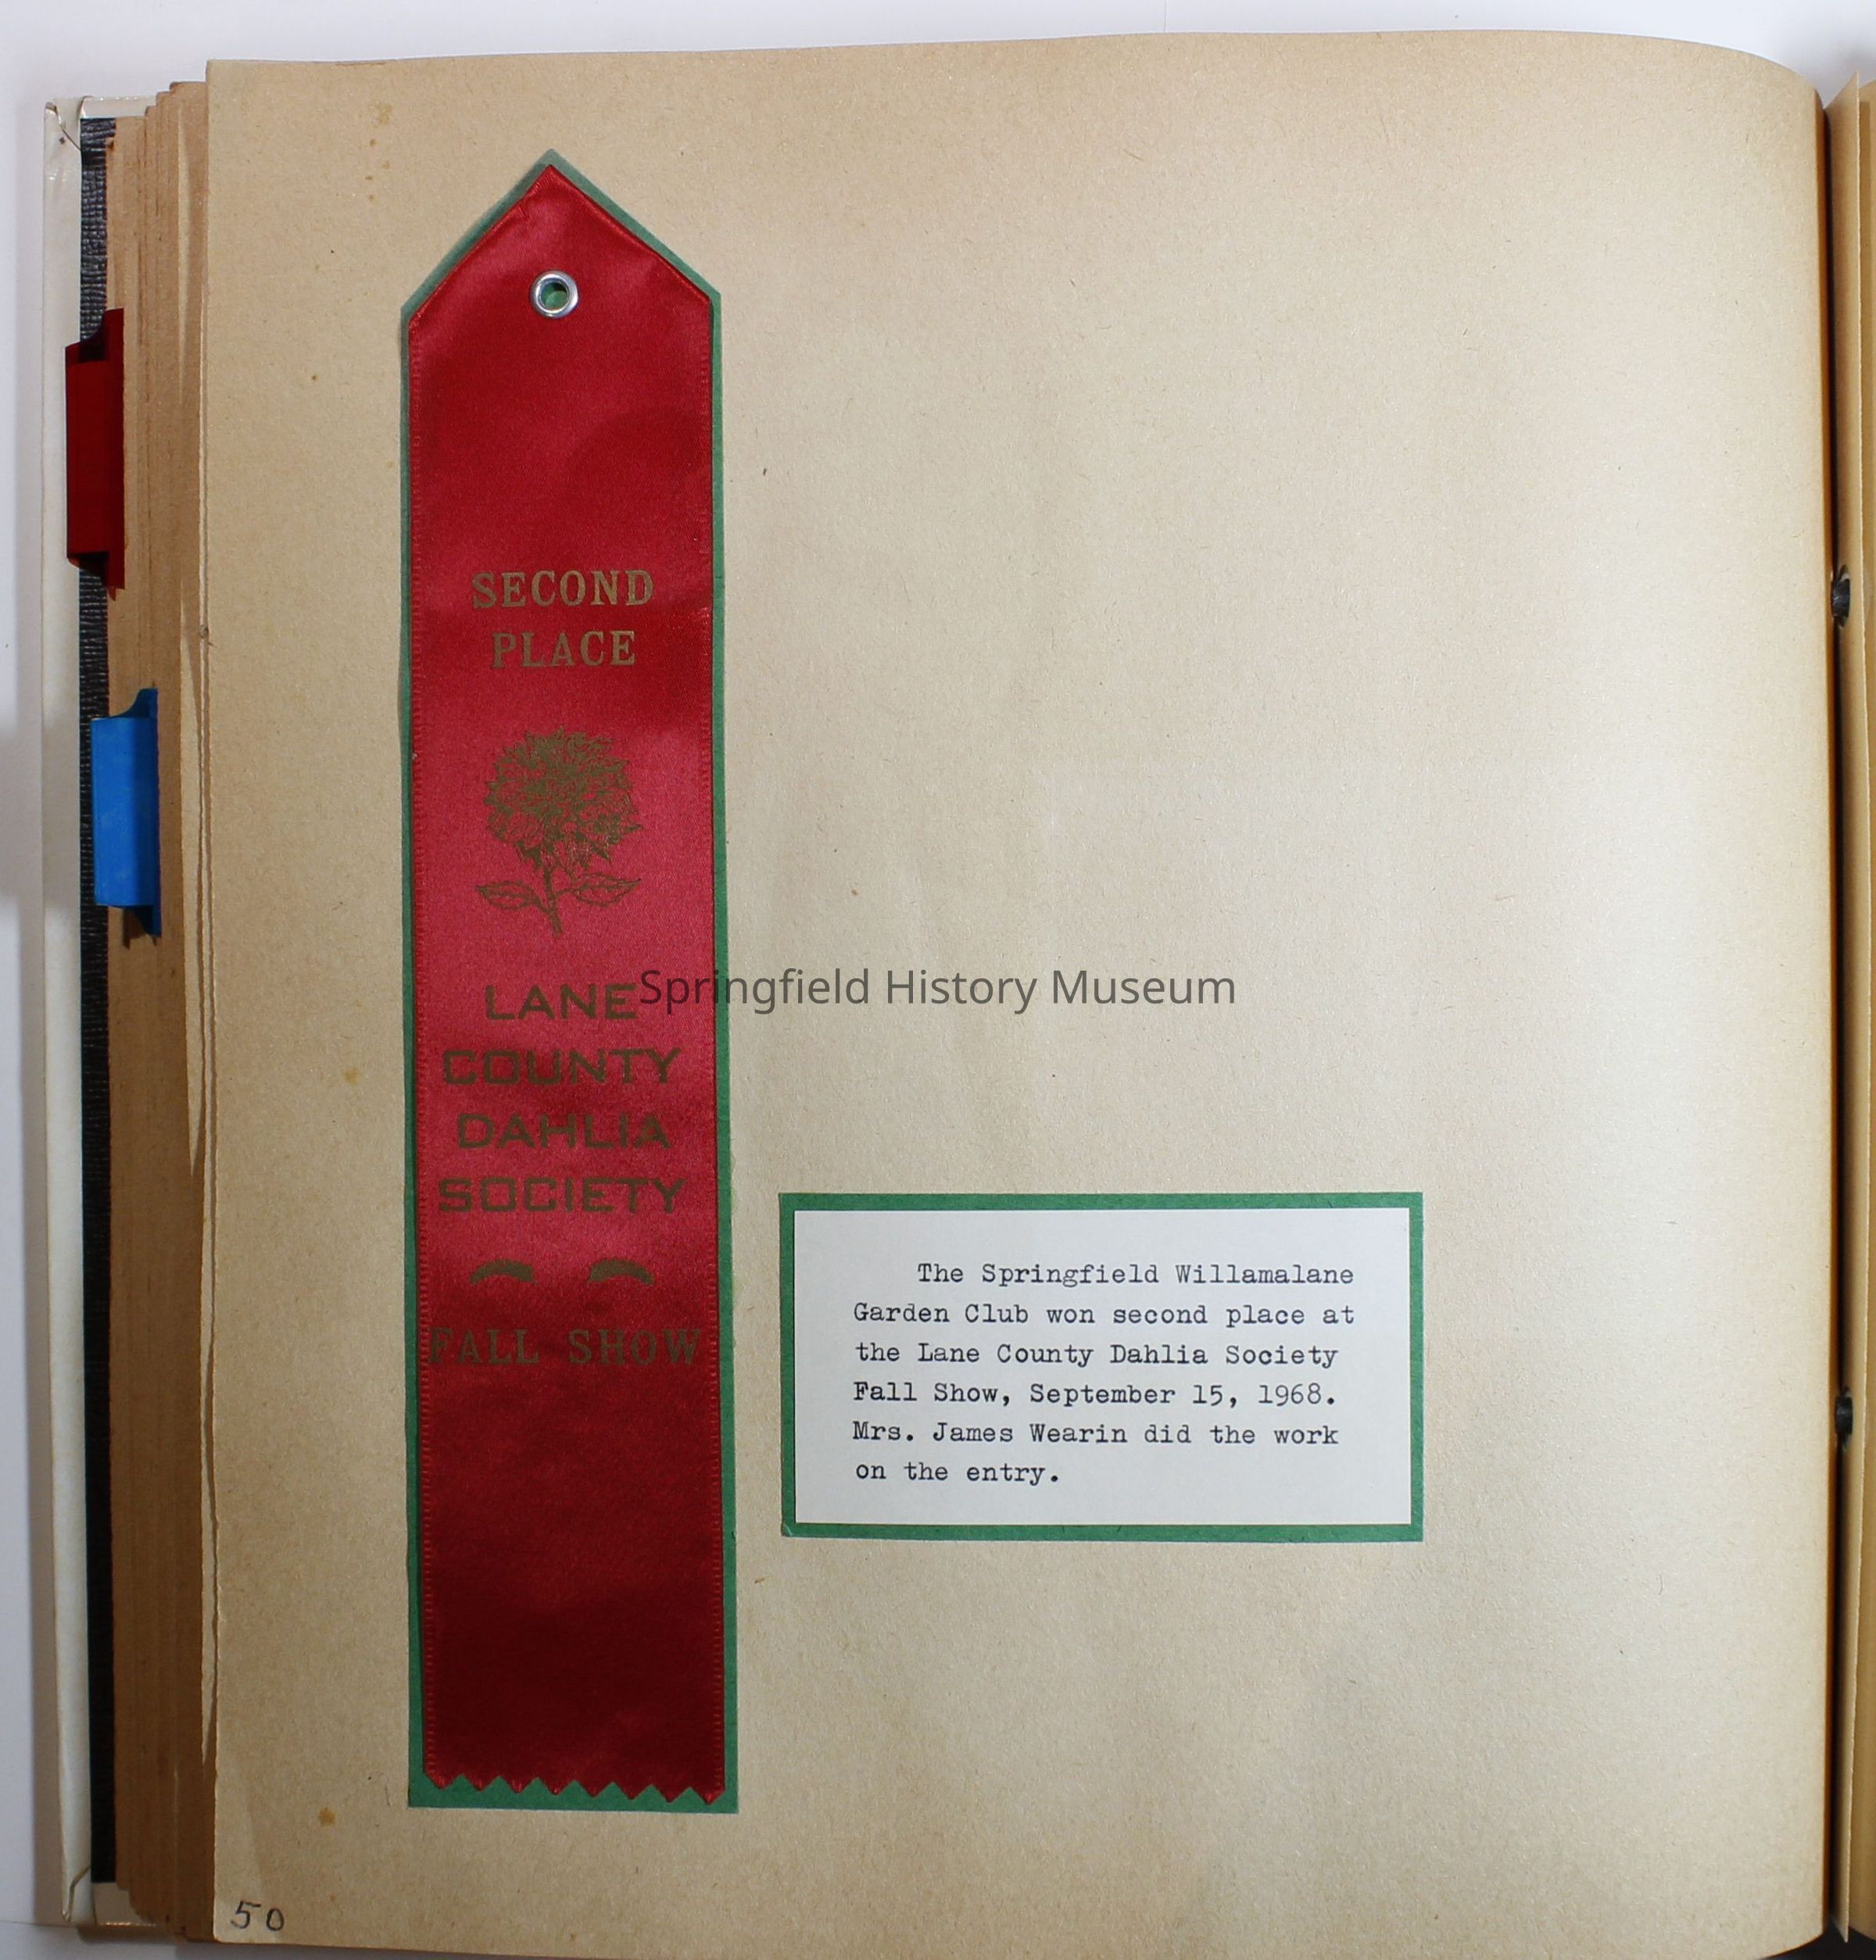 SECOND
PLACE
LANE
COUNTY
DAHLIA
SOCIETY
FALL SHOW
Springfield History Museum
The Springfield Willamalane
Garden Club won second place at
the Lane County Dahlia Society
Fall Show, September 15, 1968.
Mrs. James Wearin did the work
on the entry.
50